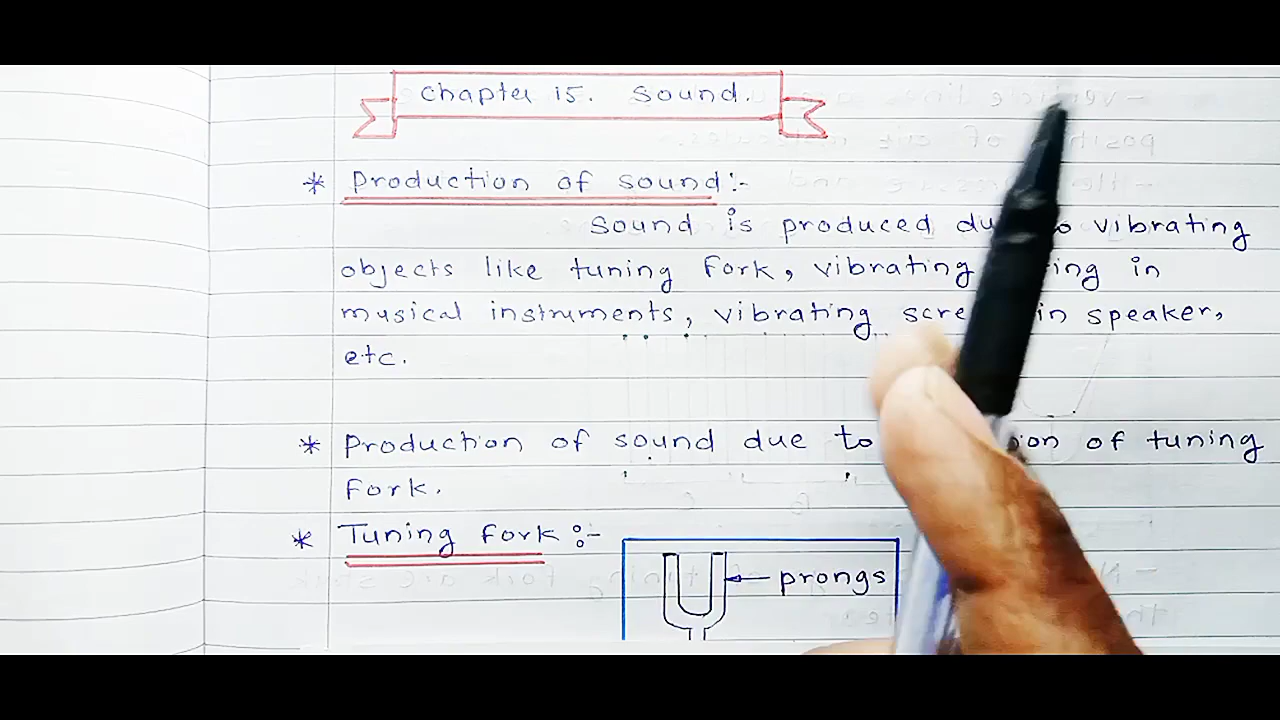 Chapter 15. Sound.
* Production of sound:-
Sound is produced vibrating
objects like tuning fork, vibrating in
musical instruments, vibrating in speaker,
etc.
* Production of sound due to of tuning
fork.
* Tuning fork :-
prongs